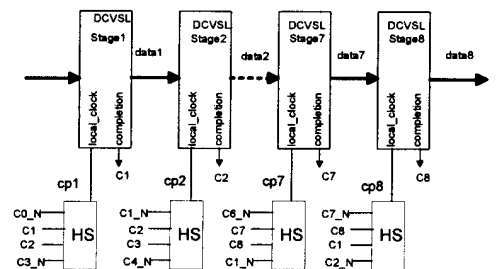 DCVSL
Stage1
DCVSL
Stage2
DCVSL
Stage7
DCVSL
Stage8
data1
data2
data7
data8
local_clock
completion
local_clock
completion
local_clock
completion
local_clock
completion
C1
C2
C7
C8
cp1
cp2
cp7
cp8
C0_N
C1
C2
C3_N
HS
C1_N
C2
C3
C4_N
HS
C6_N
C7
C8
C1_N
HS
C7_N
C8
C1
C2_N
HS